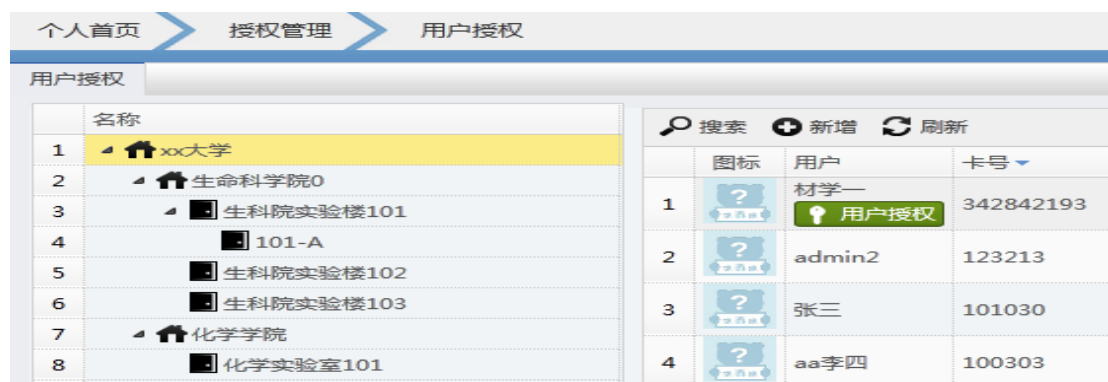 个人首页 授权管理 用户授权
用户授权
名称
1 xx大学
2 生命科学院0
3 生科院实验楼101
4 101-A
5 生科院实验楼102
6 生科院实验楼103
7 化学学院
8 化学实验室101
搜索 新增 刷新
图标 用户 卡号
1 材学一 342842193
用户授权
2 admin2 123213
3 张三 101030
4 aa李四 100303